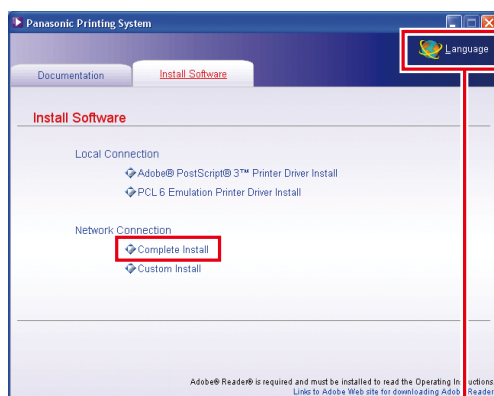 Panasonic Printing System
Language
Documentation
Install Software
Install Software
Local Connection
Adobe® PostScript® 3™ Printer Driver Install
PCL 6 Emulation Printer Driver Install
Network Connection
Complete Install
Custom Install
Adobe® Reader® is required and must be installed to read the Operating In uctions
Links to Adobe Web site for downloading Adob Reader